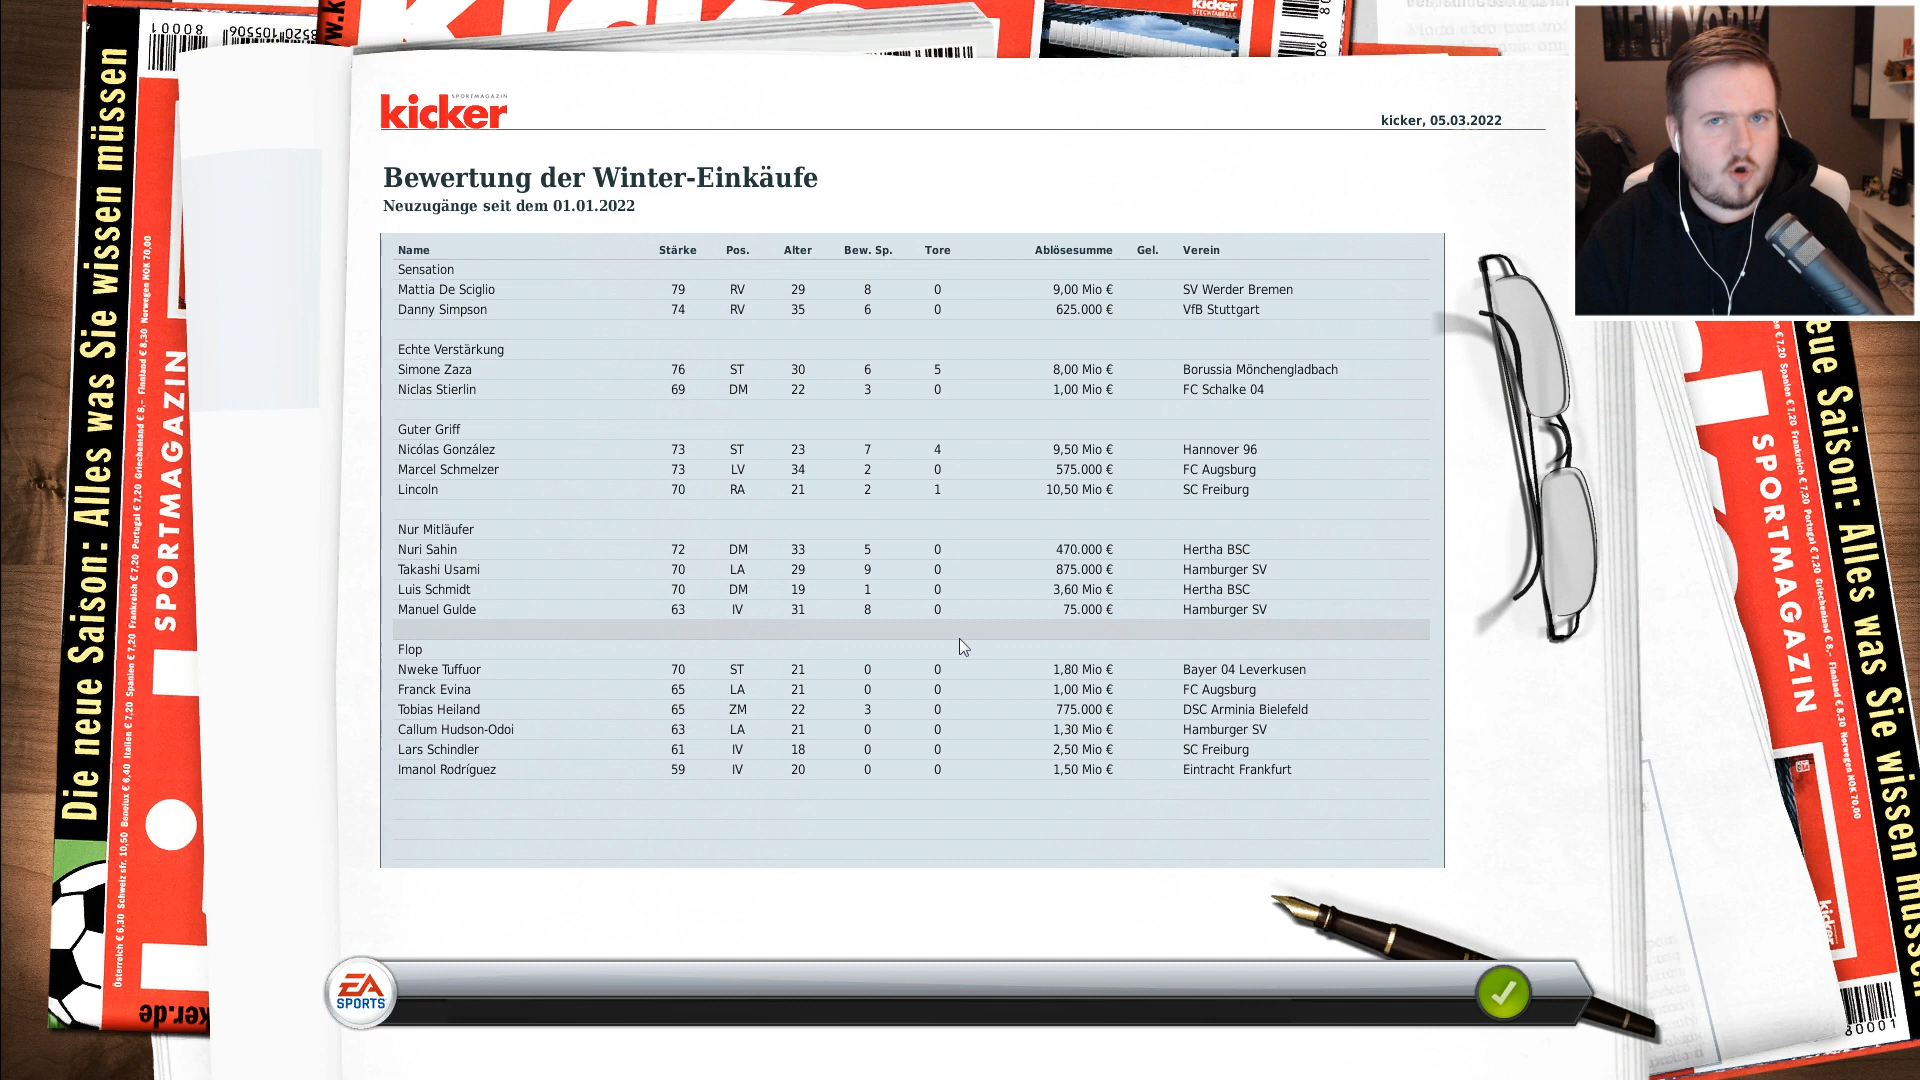 kicker
SPORTMAGAZIN
kicker, 05.03.2022
Bewertung der Winter-Einkäufe
Neuzugänge seit dem 01.01.2022
Name Stärke Pos. Alter Bew. Sp. Tore Ablösesumme Gel. Verein
Sensation
Mattia De Sciglio 79 RV 29 8 0 9,00 Mio € SV Werder Bremen
Danny Simpson 74 RV 35 6 0 625.000 € VfB Stuttgart
Echte Verstärkung
Simone Zaza 76 ST 30 6 5 8,00 Mio € Borussia Mönchengladbach
Niclas Stierlin 69 DM 22 3 0 1,00 Mio € FC Schalke 04
Guter Griff
Nicólas González 73 ST 23 7 4 9,50 Mio € Hannover 96
Marcel Schmelzer 73 LV 34 2 0 575.000 € FC Augsburg
Lincoln 70 RA 21 2 1 10,50 Mio € SC Freiburg
Nur Mitläufer
Nuri Sahin 72 DM 33 5 0 470.000 € Hertha BSC
Takashi Usami 70 LA 29 9 0 875.000 € Hamburger SV
Luis Schmidt 70 DM 19 1 0 3,60 Mio € Hertha BSC
Manuel Gulde 63 IV 31 8 0 75.000 € Hamburger SV
Flop
Nweke Tuffuor 70 ST 21 0 0 1,80 Mio € Bayer 04 Leverkusen
Franck Evina 65 LA 21 0 0 1,00 Mio € FC Augsburg
Tobias Heiland 65 ZM 22 3 0 775.000 € DSC Arminia Bielefeld
Callum Hudson-Odoi 63 LA 21 0 0 1,30 Mio € Hamburger SV
Lars Schindler 61 IV 18 0 0 2,50 Mio € SC Freiburg
Imanol Rodríguez 59 IV 20 0 0 1,50 Mio € Eintracht Frankfurt
EA
SPORTS
Die neue Saison: Alles was Sie wissen müssen
SPORTMAGAZIN
ker.de
80001
eue Saison: Alles was Sie wissen müssen
SPORTMAGAZIN
kicker
80001